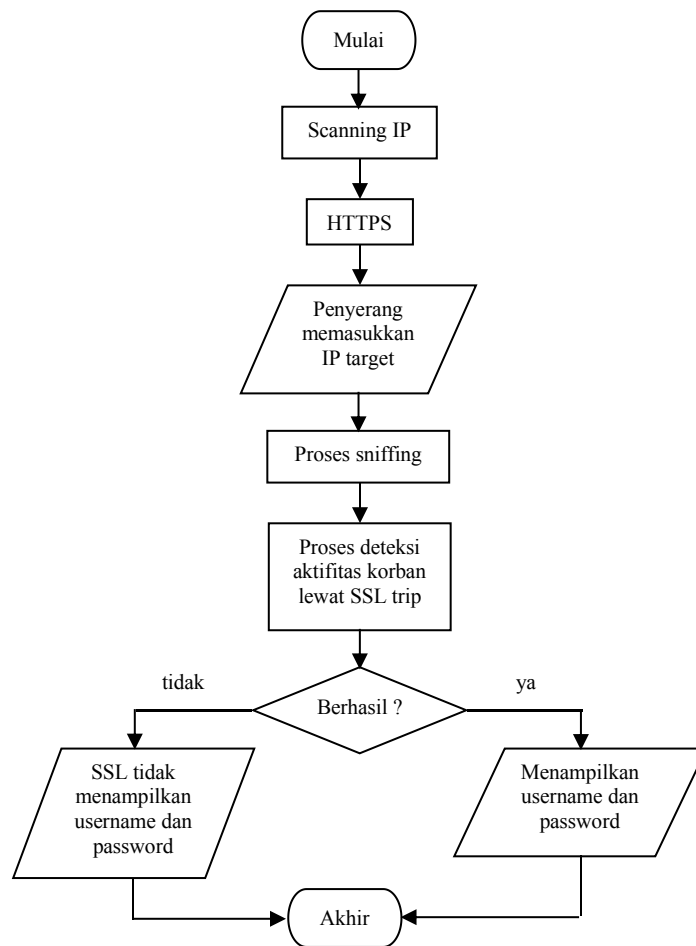 Mulai
Scanning IP
HTTPS
Penyerang
memasukkan
IP target
Proses sniffing
Proses deteksi
aktifitas korban
lewat SSL trip
tidak
Berhasil ?
ya
SSL tidak
menampilkan
username dan
password
Menampilkan
username dan
password
Akhir